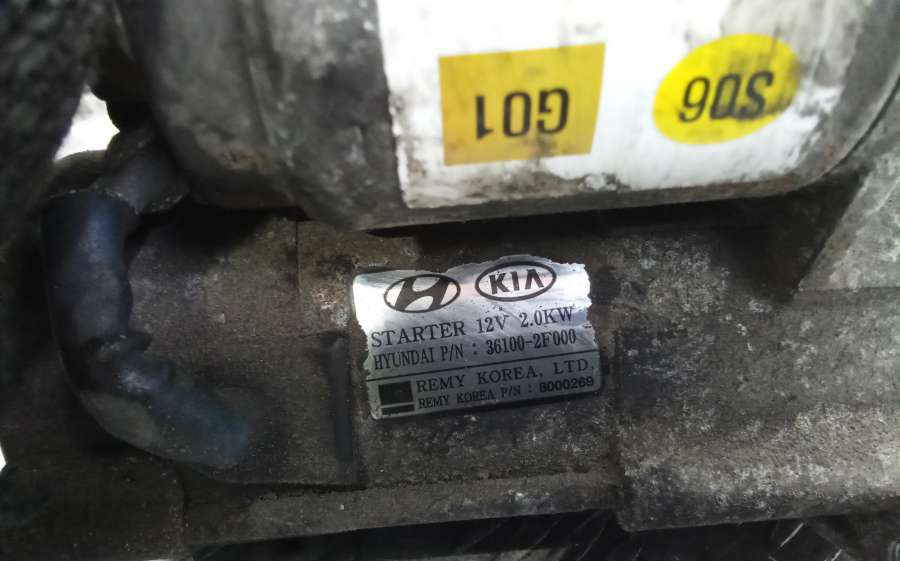 G01
S06
KIA
STARTER 12V 2.0KW
HYUNDAI P/N : 36100-2F000
REMY KOREA, LTD.
REMY KOREA P/N : 8000269